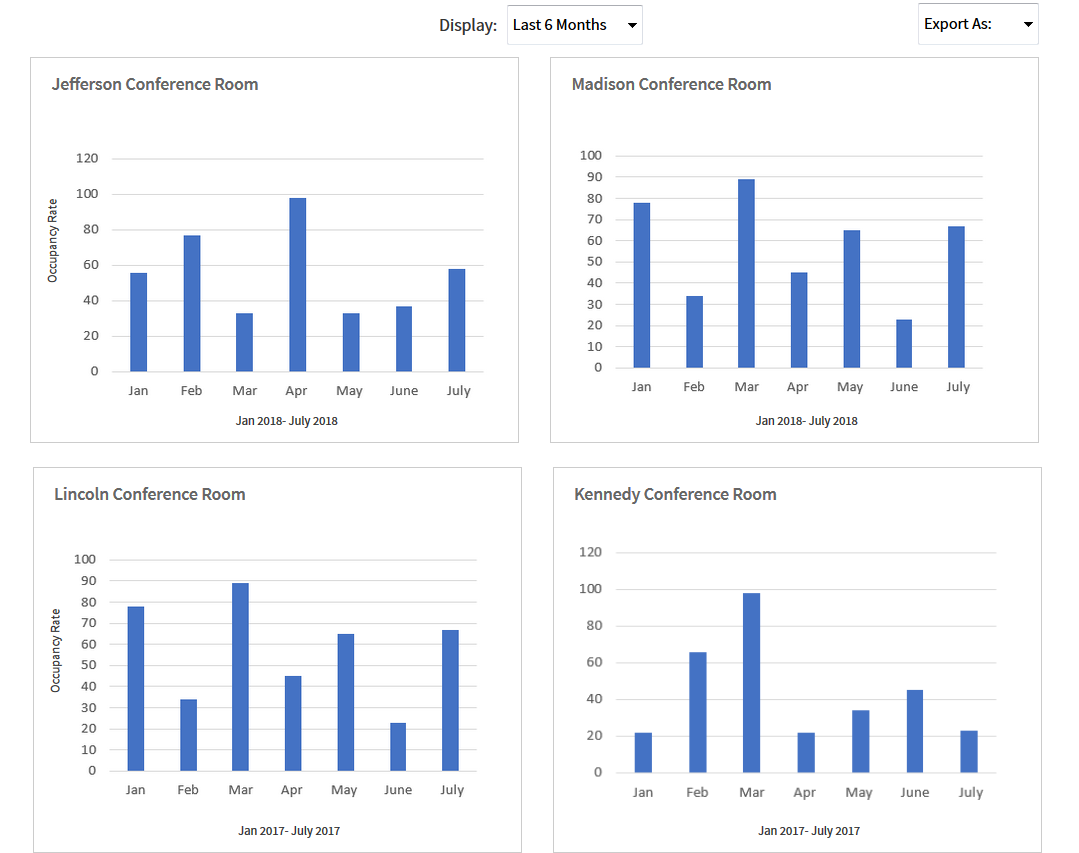 Display: Last 6 Months Export As:
Jefferson Conference Room
120
100
80
60
40
20
0
Occupancy Rate
Jan Feb Mar Apr May June July
Jan 2018- July 2018
Madison Conference Room
100
90
80
70
60
50
40
30
20
10
0
Jan Feb Mar Apr May June July
Jan 2018- July 2018
Lincoln Conference Room
100
90
80
70
60
50
40
30
20
10
0
Occupancy Rate
Jan Feb Mar Apr May June July
Jan 2017- July 2017
Kennedy Conference Room
120
100
80
60
40
20
0
Jan Feb Mar Apr May June July
Jan 2017- July 2017